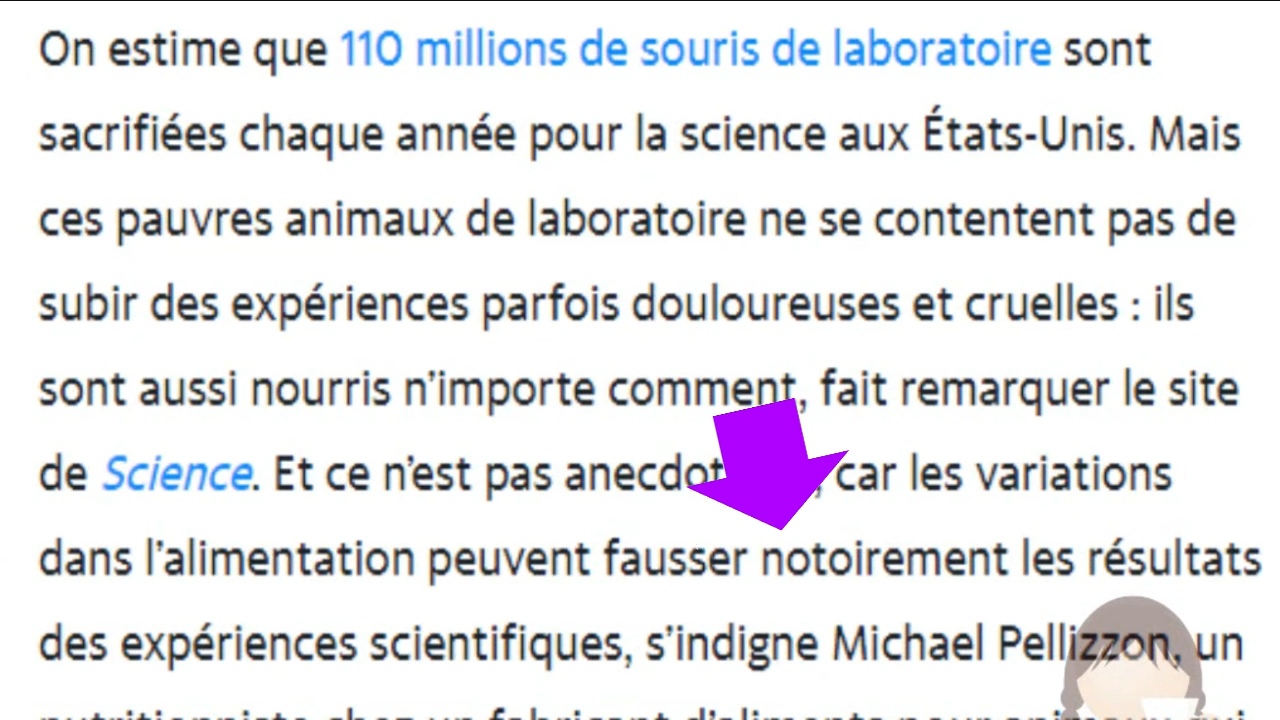 On estime que 110 millions de souris de laboratoire sont
sacrifiées chaque année pour la science aux États-Unis. Mais
ces pauvres animaux de laboratoire ne se contentent pas de
subir des expériences parfois douloureuses et cruelles : ils
sont aussi nourris n’importe comment, fait remarquer le site
de Science. Et ce n’est pas , car les variations
dans l’alimentation peuvent fausser notoirement les résultats
des expériences scientifiques, s’indigne Michael Pellizzon, un